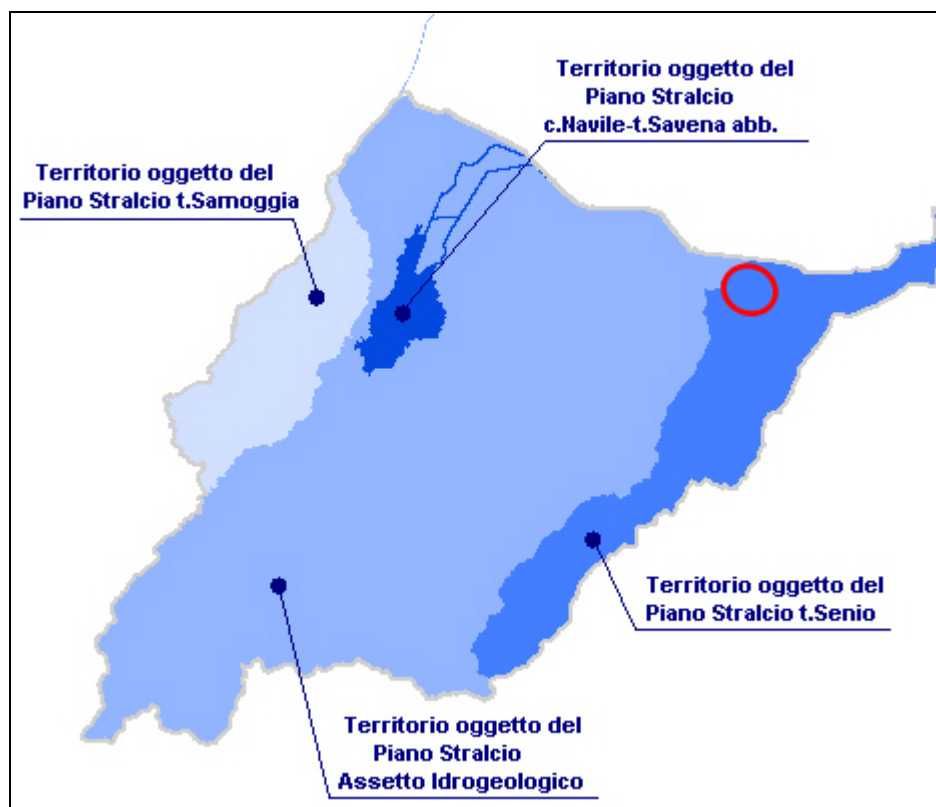 Territorio oggetto del
Piano Stralcio
c.Navile-t.Savena abb.
Territorio oggetto del
Piano Stralcio t.Samoggia
Territorio oggetto del
Piano Stralcio t.Senio
Territorio oggetto del
Piano Stralcio
Assetto Idrogeologico